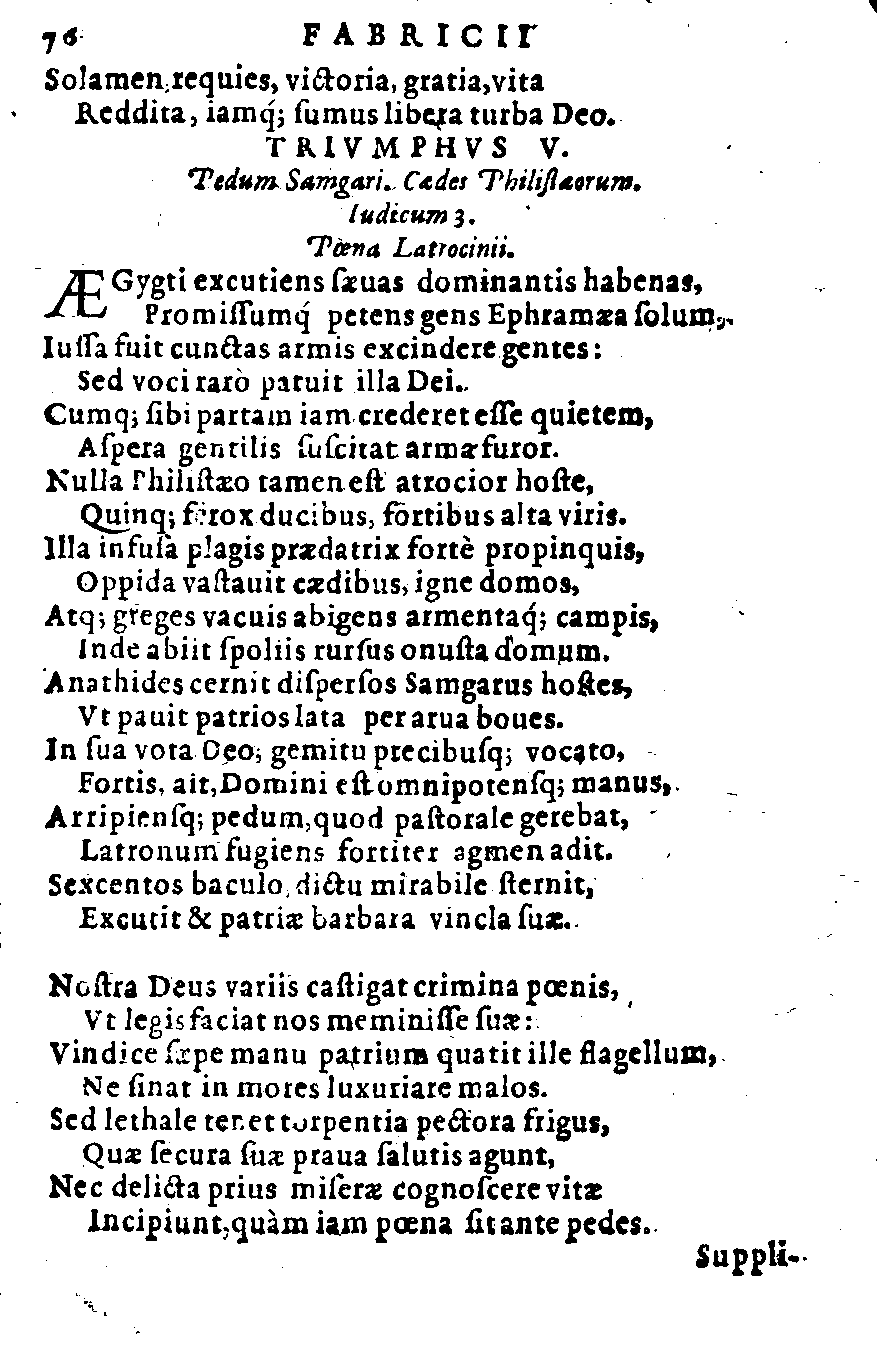 76 FABRICII
Solamen, requies, victoria, gratia, vita
Reddita, iamq́; ſumus libera turba Deo.
TRIVMPHVS V.
Pedum Samgari. Cædes Philiſtæorum.
Iudicum 3.
Pœna Latrocinii.
ÆGygti excutiens ſæuas dominantis habenas,
Promiſſumq́ petens gens Ephramæa ſolum,
Iuſſa fuit cunctas armis excindere gentes:
Sed voci rarò patuit illa Dei.
Cumq; ſibi partam iam crederet eſſe quietem,
Aſpera gentilis ſuſcitat arma furor.
Nulla Philiſtæo tamen eſt atrocior hoſte,
Quinq; ferox ducibus, fortibus alta viris.
Illa infuſa plagis prædatrix fortè propinquis,
Oppida vaſtauit cædibus, igne domos,
Atq; greges vacuis abigens armentaq́; campis,
Inde abiit ſpoliis rurſus onuſta domum.
Anathides cernit diſperſos Samgarus hoſtes,
Vt pauit patrios lata per arua boues.
In ſua vota Deo, gemitu precibuſq; vocato,
Fortis, ait, Domini eſt omnipotenſq; manus,
Arripienſq; pedum, quod paſtorale gerebat,
Latronum fugiens fortiter agmen adit.
Sexcentos baculo, dictu mirabile ſternit,
Excutit & patriæ barbara vincla ſuæ.
Noſtra Deus variis caſtigat crimina pœnis,
Vt legis faciat nos meminiſſe ſuæ:
Vindice ſæpe manu patrium quatit ille flagellum,
Ne ſinat in mores luxuriare malos.
Sed lethale tenet torpentia pectora frigus,
Quæ ſecura ſuæ praua ſalutis agunt,
Nec delicta prius miſeræ cognoſcere vitæ
Incipiunt, quàm iam pœna ſit ante pedes.
Suppli-